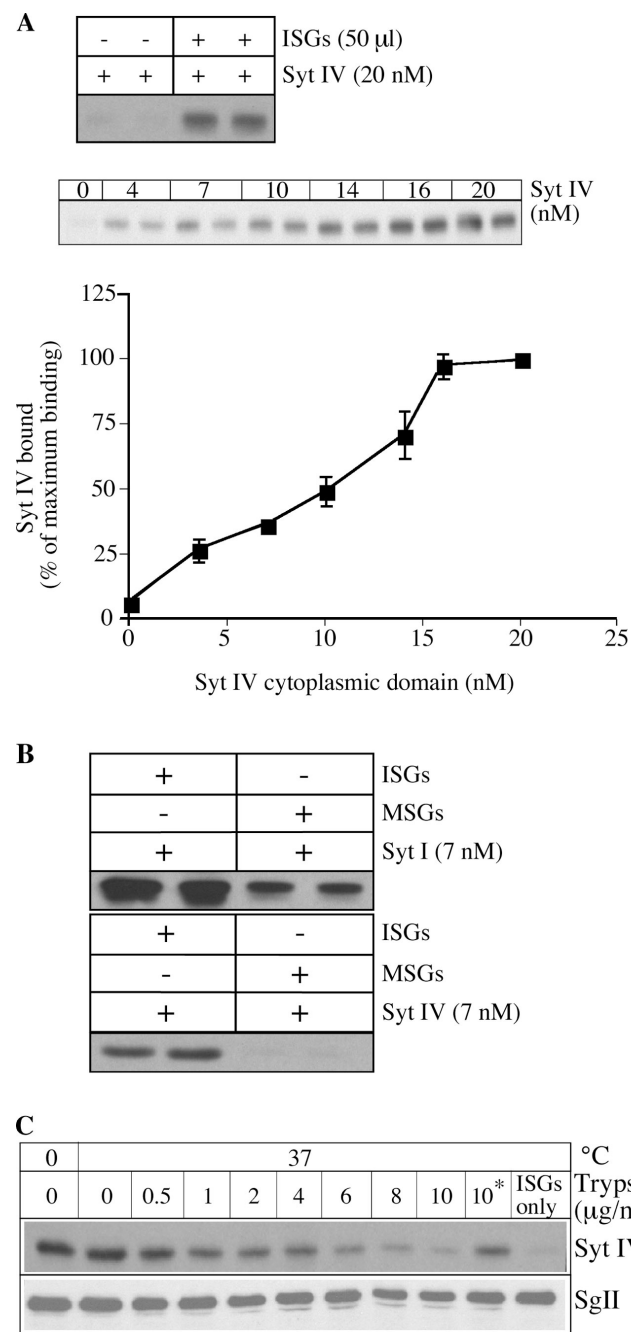 A
- - + + ISGs (50 µl)
+ + + + Syt IV (20 nM)
0 4 7 10 14 16 20 Syt IV (nM)
125
100
75
50
25
0
Syt IV bound
(% of maximum binding)
0 5 10 15 20 25
Syt IV cytoplasmic domain (nM)
B
+ - ISGs
- + MSGs
+ + Syt I (7 nM)
+ - ISGs
- + MSGs
+ + Syt IV (7 nM)
C
0 37 °C
0 0 0.5 1 2 4 6 8 10 10* ISGs only Tryps
(µg/m
Syt IV
SgII